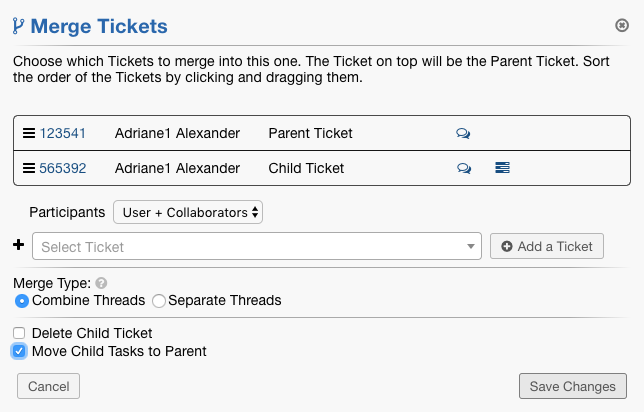 Merge Tickets
Choose which Tickets to merge into this one. The Ticket on top will be the Parent Ticket. Sort
the order of the Tickets by clicking and dragging them.
123541 Adriane1 Alexander Parent Ticket
565392 Adriane1 Alexander Child Ticket
Participants User + Collaborators
Select Ticket Add a Ticket
Merge Type: ?
Combine Threads Separate Threads
Delete Child Ticket
Move Child Tasks to Parent
Cancel Save Changes